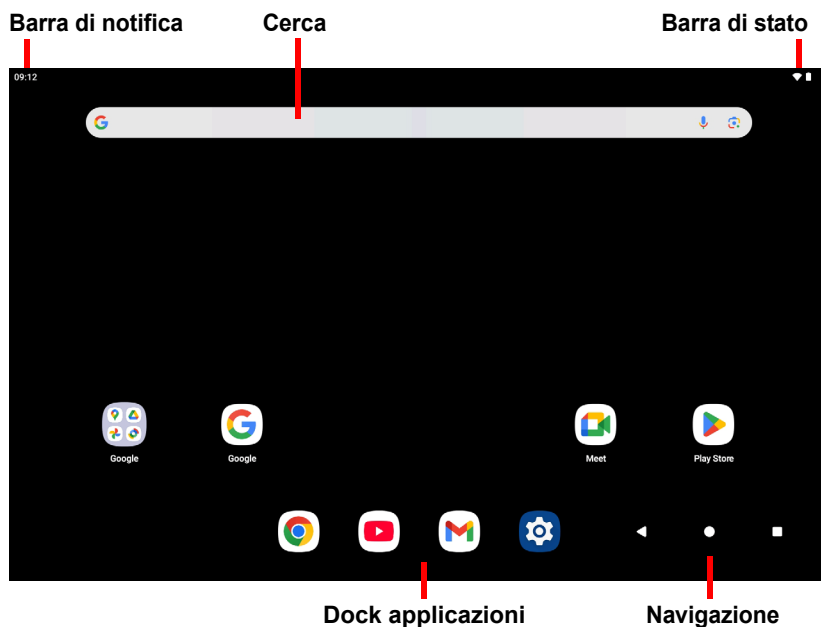 Barra di notifica Cerca Barra di stato
09:12
Google Google Meet Play Store
Dock applicazioni Navigazione